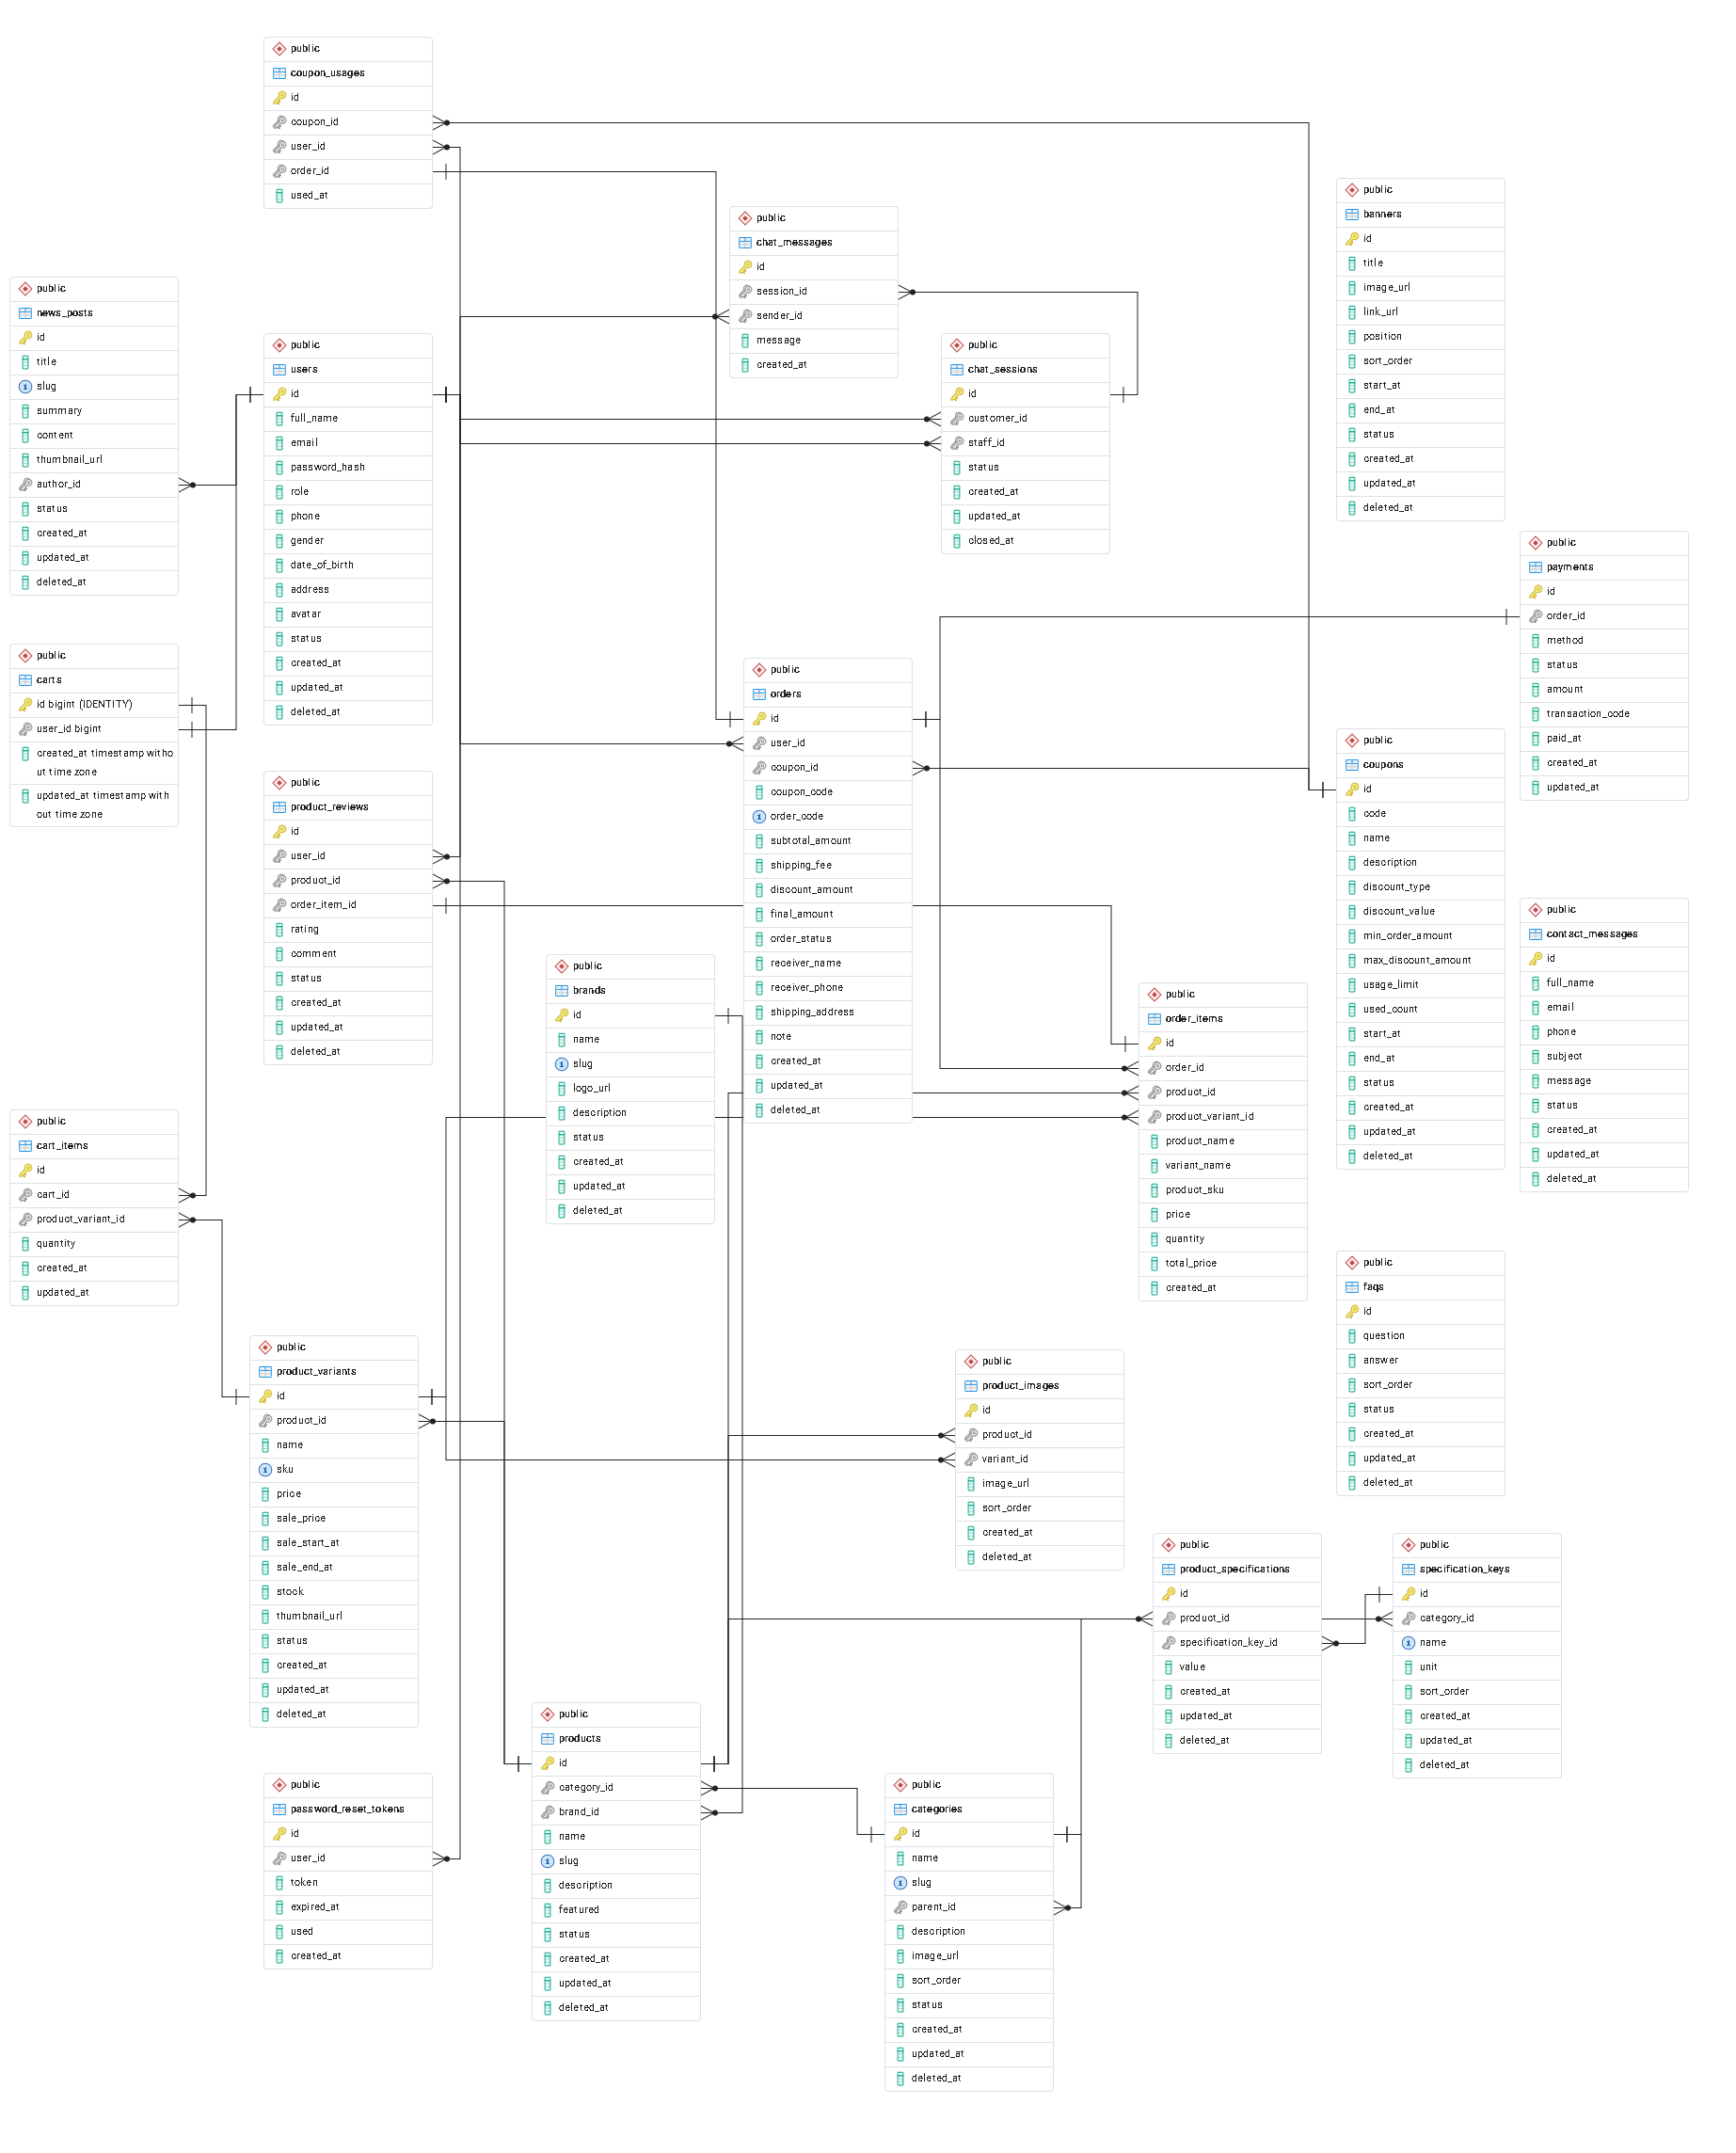 public
coupon_usages
id
coupon_id
user_id
order_id
used_at
public
chat_messages
id
session_id
sender_id
message
created_at
public
banners
id
title
image_url
link_url
position
sort_order
start_at
end_at
status
created_at
updated_at
deleted_at
public
news_posts
id
title
slug
summary
content
thumbnail_url
author_id
status
created_at
updated_at
deleted_at
public
users
id
full_name
email
password_hash
role
phone
gender
date_of_birth
address
avatar
status
created_at
updated_at
deleted_at
public
chat_sessions
id
customer_id
staff_id
status
created_at
updated_at
closed_at
public
payments
id
order_id
method
status
amount
transaction_code
paid_at
created_at
updated_at
public
carts
id bigint (IDENTITY)
user_id bigint
created_at timestamp witho
ut time zone
updated_at timestamp with
out time zone
public
orders
id
user_id
coupon_id
coupon_code
order_code
subtotal_amount
shipping_fee
discount_amount
final_amount
order_status
receiver_name
receiver_phone
shipping_address
note
created_at
updated_at
deleted_at
public
coupons
id
code
name
description
discount_type
discount_value
min_order_amount
max_discount_amount
usage_limit
used_count
start_at
end_at
status
created_at
updated_at
deleted_at
public
product_reviews
id
user_id
product_id
order_item_id
rating
comment
status
created_at
updated_at
deleted_at
public
contact_messages
id
full_name
email
phone
subject
message
status
created_at
updated_at
deleted_at
public
brands
id
name
slug
logo_url
description
status
created_at
updated_at
deleted_at
public
order_items
id
order_id
product_id
product_variant_id
product_name
variant_name
product_sku
price
quantity
total_price
created_at
public
cart_items
id
cart_id
product_variant_id
quantity
created_at
updated_at
public
faqs
id
question
answer
sort_order
status
created_at
updated_at
deleted_at
public
product_variants
id
product_id
name
sku
price
sale_price
sale_start_at
sale_end_at
stock
thumbnail_url
status
created_at
updated_at
deleted_at
public
product_images
id
product_id
variant_id
image_url
sort_order
created_at
deleted_at
public
product_specifications
id
product_id
specification_key_id
value
created_at
updated_at
deleted_at
public
specification_keys
id
category_id
name
unit
sort_order
created_at
updated_at
deleted_at
public
products
id
category_id
brand_id
name
slug
description
featured
status
created_at
updated_at
deleted_at
public
password_reset_tokens
id
user_id
token
expired_at
used
created_at
public
categories
id
name
slug
parent_id
description
image_url
sort_order
status
created_at
updated_at
deleted_at